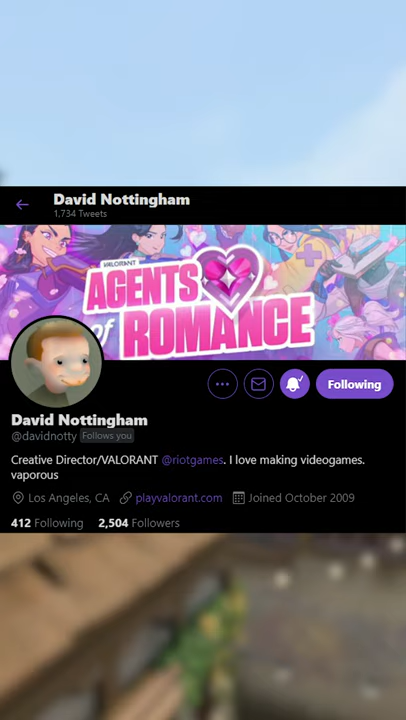 David Nottingham
1,734 Tweets
VALORANT
AGENTS
of ROMANCE
Following
David Nottingham
@davidnotty Follows you
Creative Director/VALORANT @riotgames. I love making videogames.
vaporous
Los Angeles, CA playvalorant.com Joined October 2009
412 Following 2,504 Followers